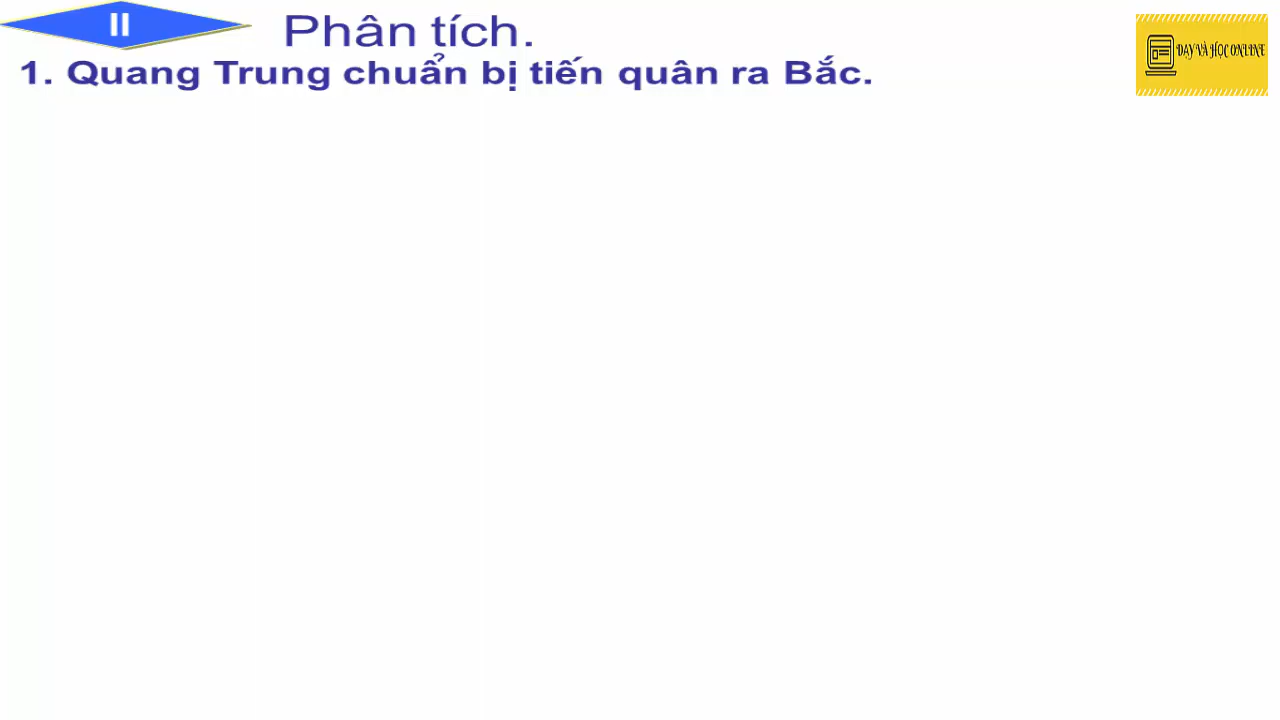 II
Phân tích.
1. Quang Trung chuẩn bị tiến quân ra Bắc.
DẠY VÀ HỌC ONLINE